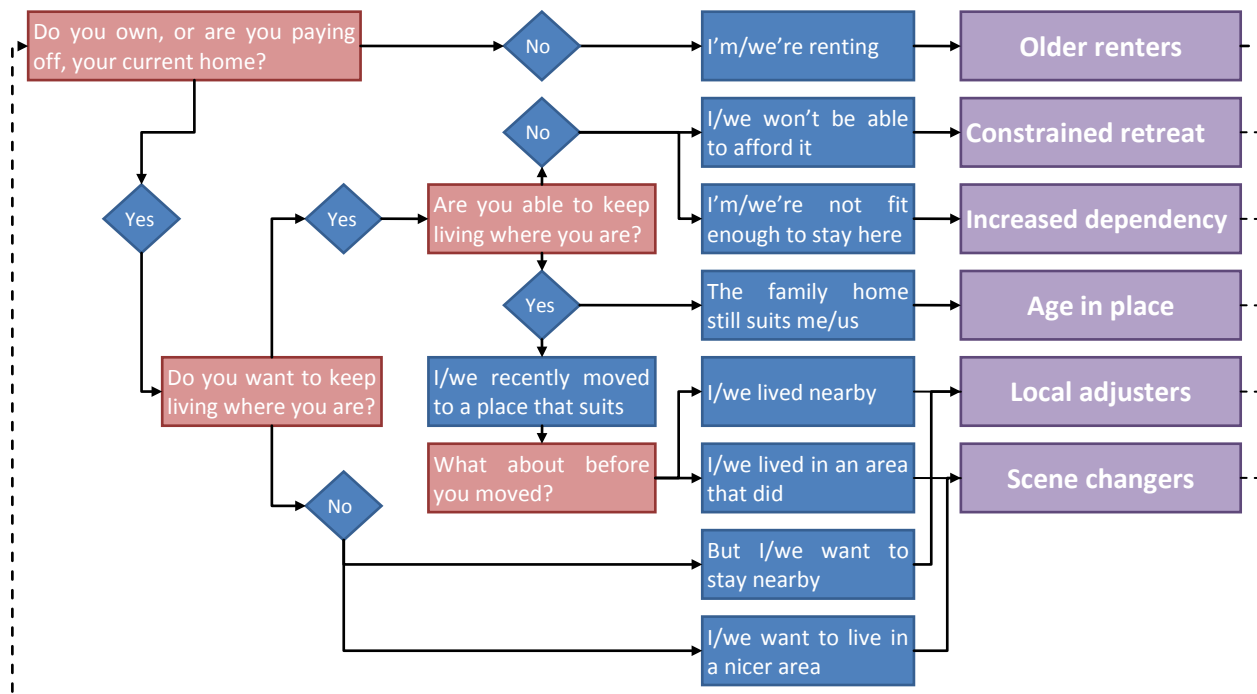 Do you own, or are you paying
off, your current home?
No
I'm/we're renting
Older renters
No
I/we won't be able
to afford it
Constrained retreat
Yes
Yes
Are you able to keep
living where you are?
I'm/we're not fit
enough to stay here
Increased dependency
Yes
The family home
still suits me/us
Age in place
Do you want to keep
living where you are?
I/we recently moved
to a place that suits
I/we lived nearby
Local adjusters
What about before
you moved?
I/we lived in an area
that did
Scene changers
No
But I/we want to
stay nearby
I/we want to live in
a nicer area